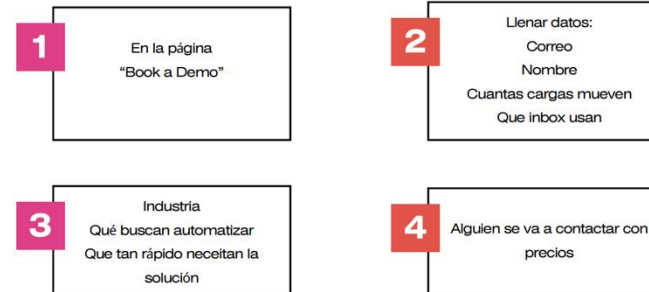 1
En la página
“Book a Demo”
2
Llenar datos:
Correo
Nombre
Cuantas cargas mueven
Que inbox usan
3
Industria
Qué buscan automatizar
Que tan rápido neceitan la
solución
4
Alguien se va a contactar con
precios